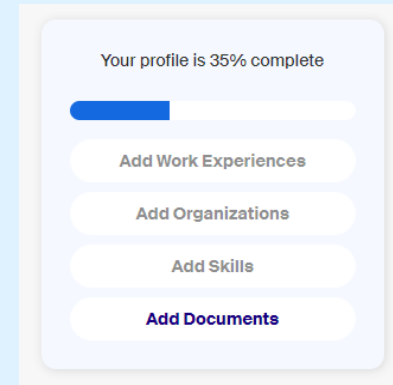 Your profile is 35% complete
Add Work Experiences
Add Organizations
Add Skills
Add Documents